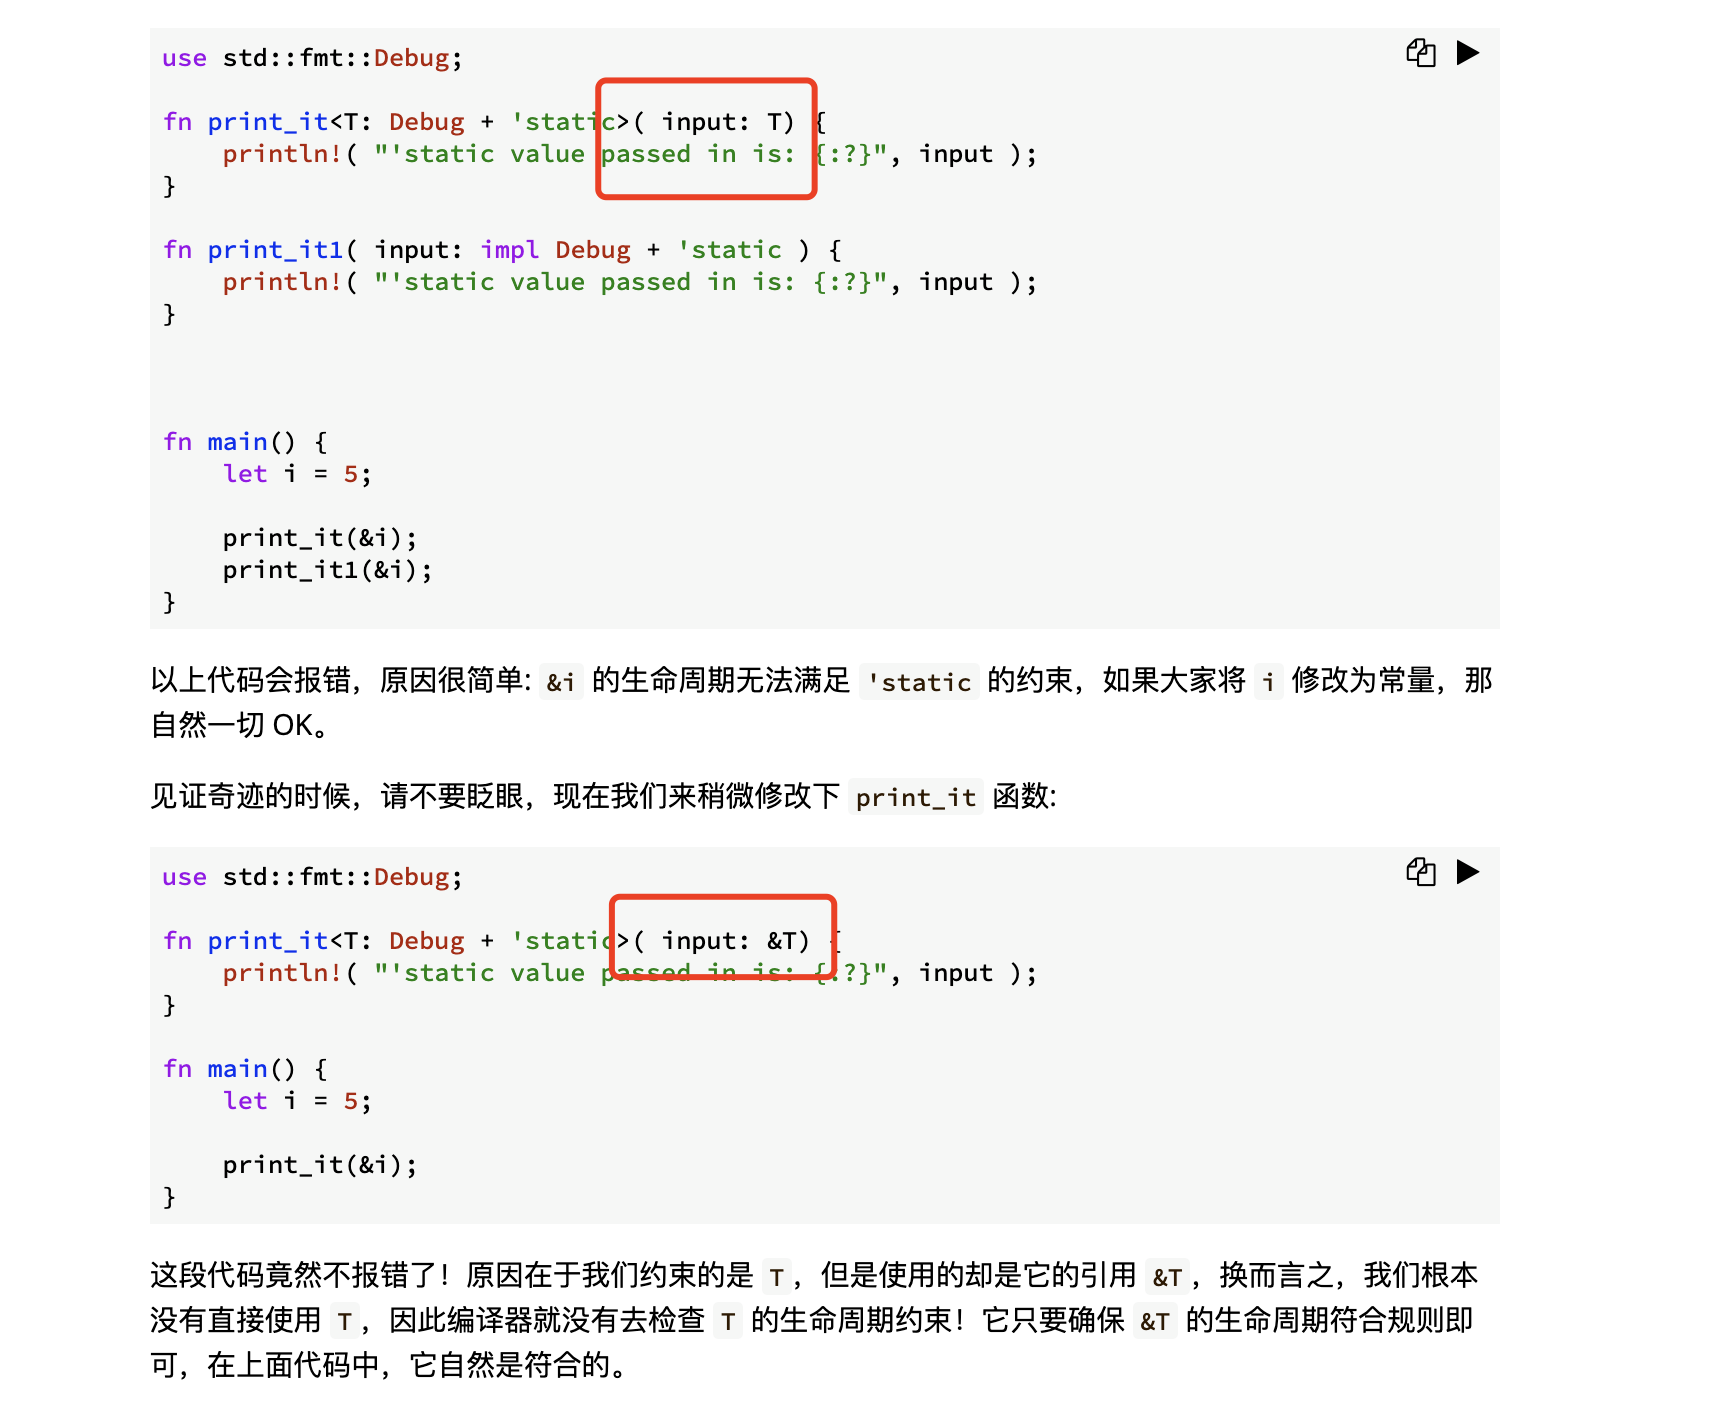 use std::fmt::Debug;
fn print_it<T: Debug + 'static>( input: T) {
    println!( "'static value passed in is: {:?}", input );
}
fn print_it1( input: impl Debug + 'static ) {
    println!( "'static value passed in is: {:?}", input );
}
fn main() {
    let i = 5;
    print_it(&i);
    print_it1(&i);
}
以上代码会报错，原因很简单: &i 的生命周期无法满足 'static 的约束，如果大家将 i 修改为常量，那
自然一切 OK。
见证奇迹的时候，请不要眨眼，现在我们来稍微修改下 print_it 函数:
use std::fmt::Debug;
fn print_it<T: Debug + 'static>( input: &T) {
    println!( "'static value passed in is: {:?}", input );
}
fn main() {
    let i = 5;
    print_it(&i);
}
这段代码竟然不报错了！原因在于我们约束的是 T，但是使用的却是它的引用 &T，换而言之，我们根本
没有直接使用 T，因此编译器就没有去检查 T 的生命周期约束！它只要确保 &T 的生命周期符合规则即
可，在上面代码中，它自然是符合的。